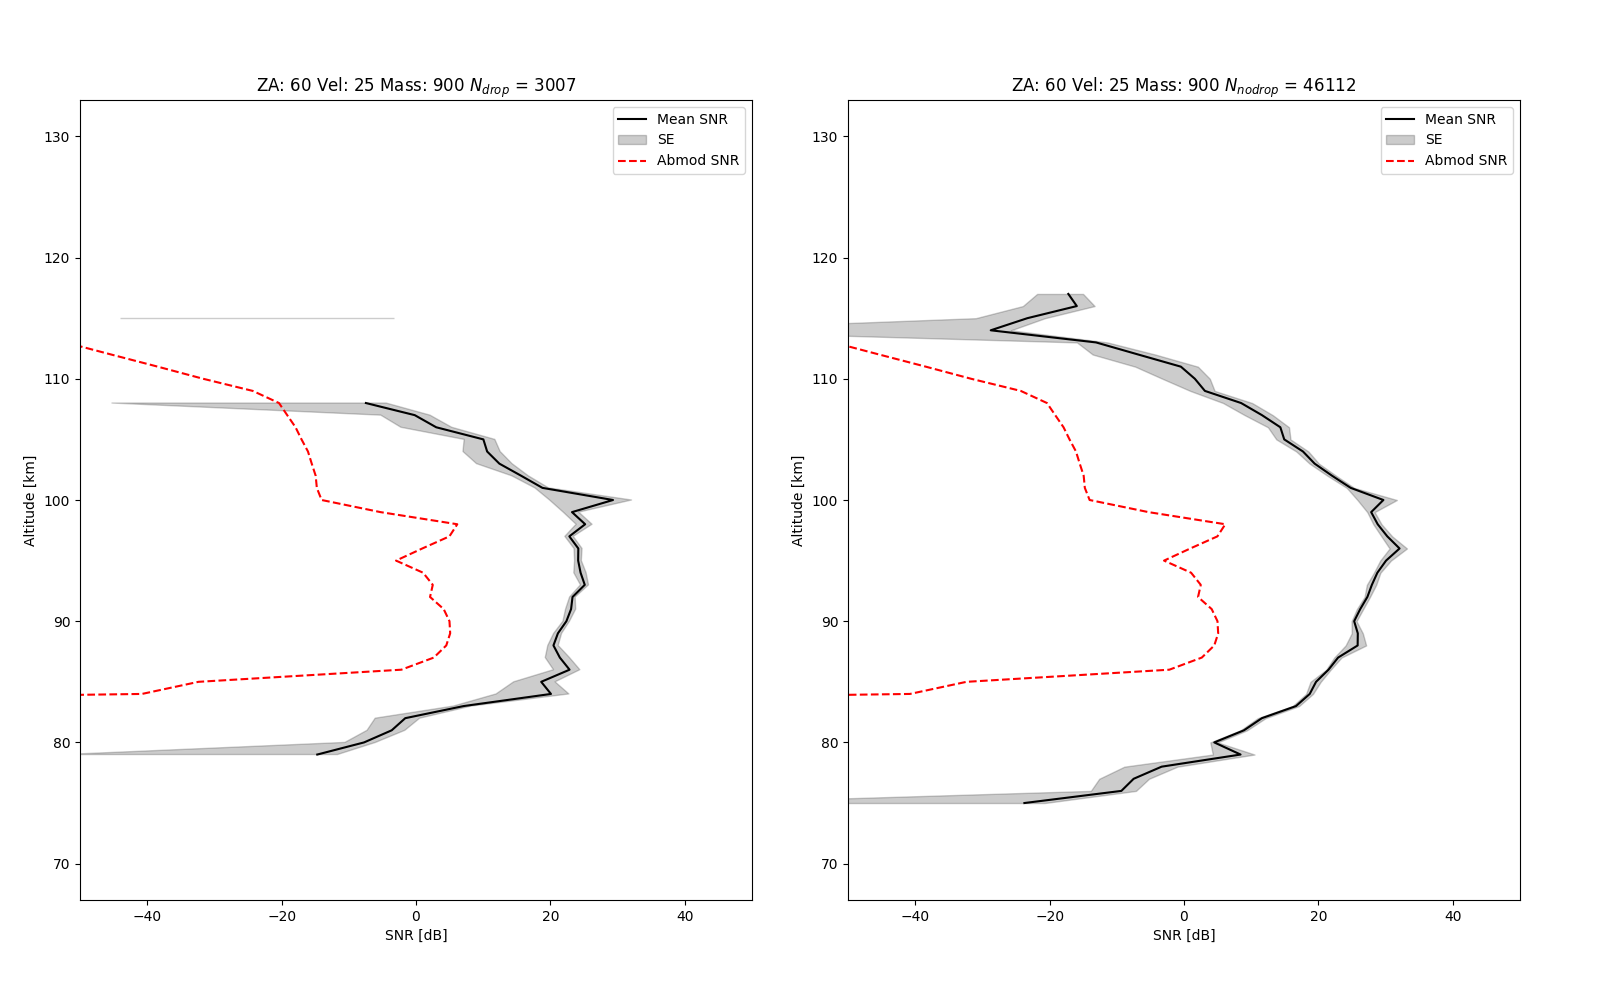 ZA: 60 Vel: 25 Mass: 900 N_drop = 3007
Mean SNR
SE
Abmod SNR
130
120
110
100
90
80
70
Altitude [km]
−40 −20 0 20 40
SNR [dB]
ZA: 60 Vel: 25 Mass: 900 N_nodrop = 46112
Mean SNR
SE
Abmod SNR
130
120
110
100
90
80
70
Altitude [km]
−40 −20 0 20 40
SNR [dB]